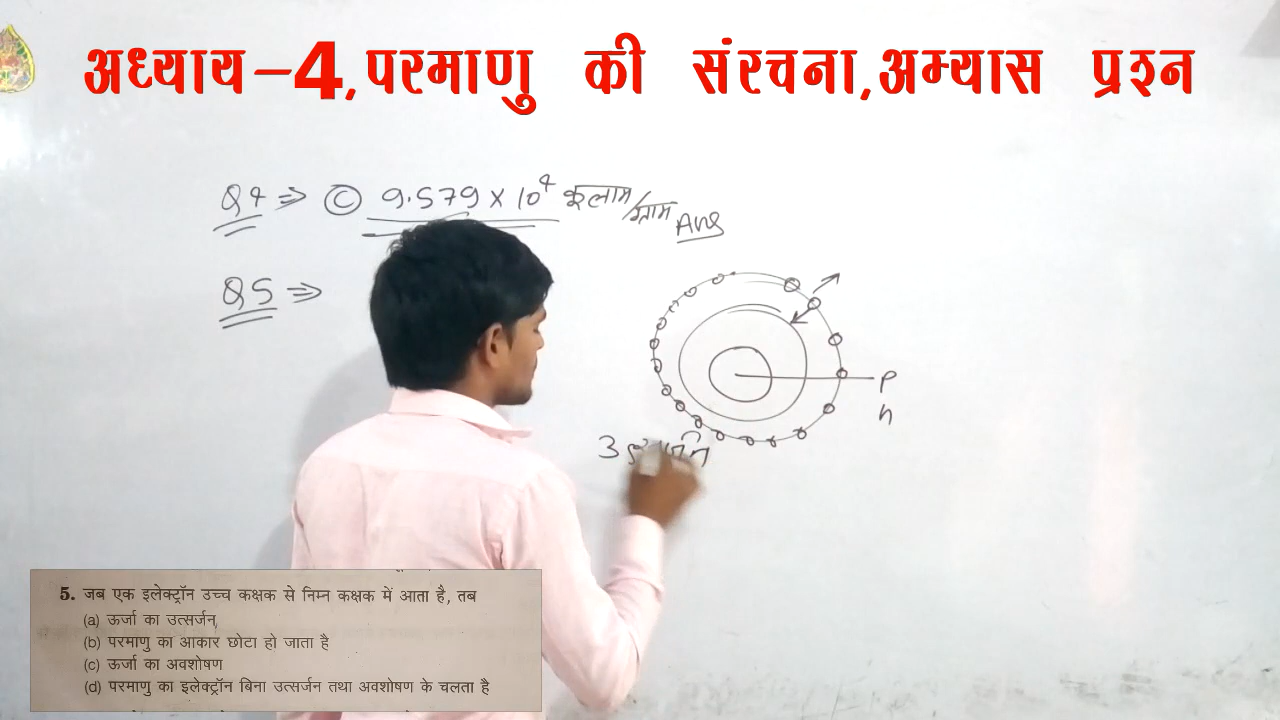 अध्याय-4,परमाणु की संरचना,अभ्यास प्रश्न
Q4 ⇒ (C) 9.579 × 10⁴ कूलाम/ग्राम Ans
Q5 ⇒
P
n
5. जब एक इलेक्ट्रॉन उच्च कक्षक से निम्न कक्षक में आता है, तब
(a) ऊर्जा का उत्सर्जन
(b) परमाणु का आकार छोटा हो जाता है
(c) ऊर्जा का अवशोषण
(d) परमाणु का इलेक्ट्रॉन बिना उत्सर्जन तथा अवशोषण के चलता है